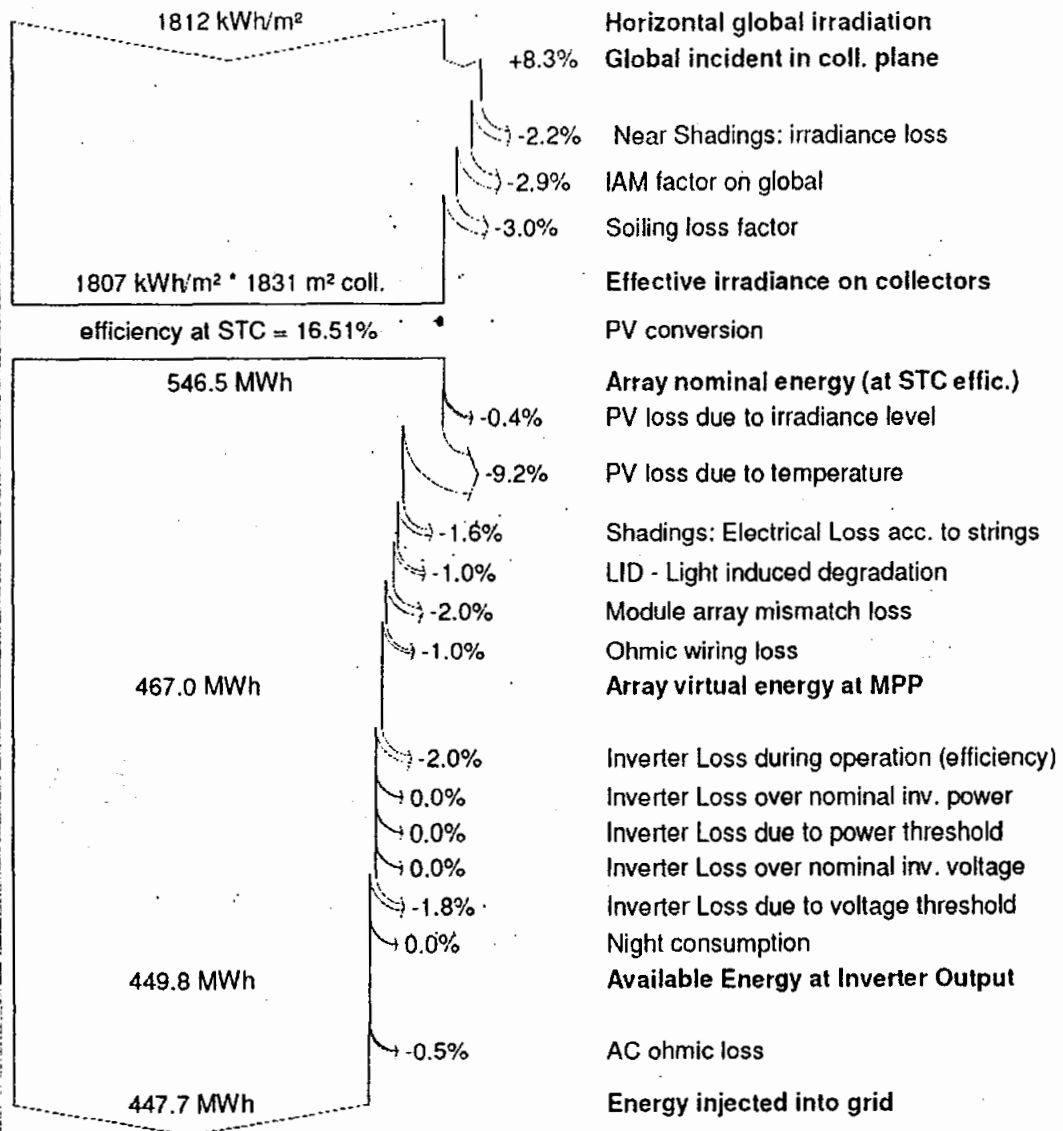 1812 kWh/m² Horizontal global irradiation
+8.3% Global incident in coll. plane
-2.2% Near Shadings: irradiance loss
-2.9% IAM factor on global
-3.0% Soiling loss factor
1807 kWh/m² * 1831 m² coll. Effective irradiance on collectors
efficiency at STC = 16.51% PV conversion
546.5 MWh Array nominal energy (at STC effic.)
-0.4% PV loss due to irradiance level
-9.2% PV loss due to temperature
-1.6% Shadings: Electrical Loss acc. to strings
-1.0% LID - Light induced degradation
-2.0% Module array mismatch loss
-1.0% Ohmic wiring loss
467.0 MWh Array virtual energy at MPP
-2.0% Inverter Loss during operation (efficiency)
0.0% Inverter Loss over nominal inv. power
0.0% Inverter Loss due to power threshold
0.0% Inverter Loss over nominal inv. voltage
-1.8% Inverter Loss due to voltage threshold
0.0% Night consumption
449.8 MWh Available Energy at Inverter Output
-0.5% AC ohmic loss
447.7 MWh Energy injected into grid